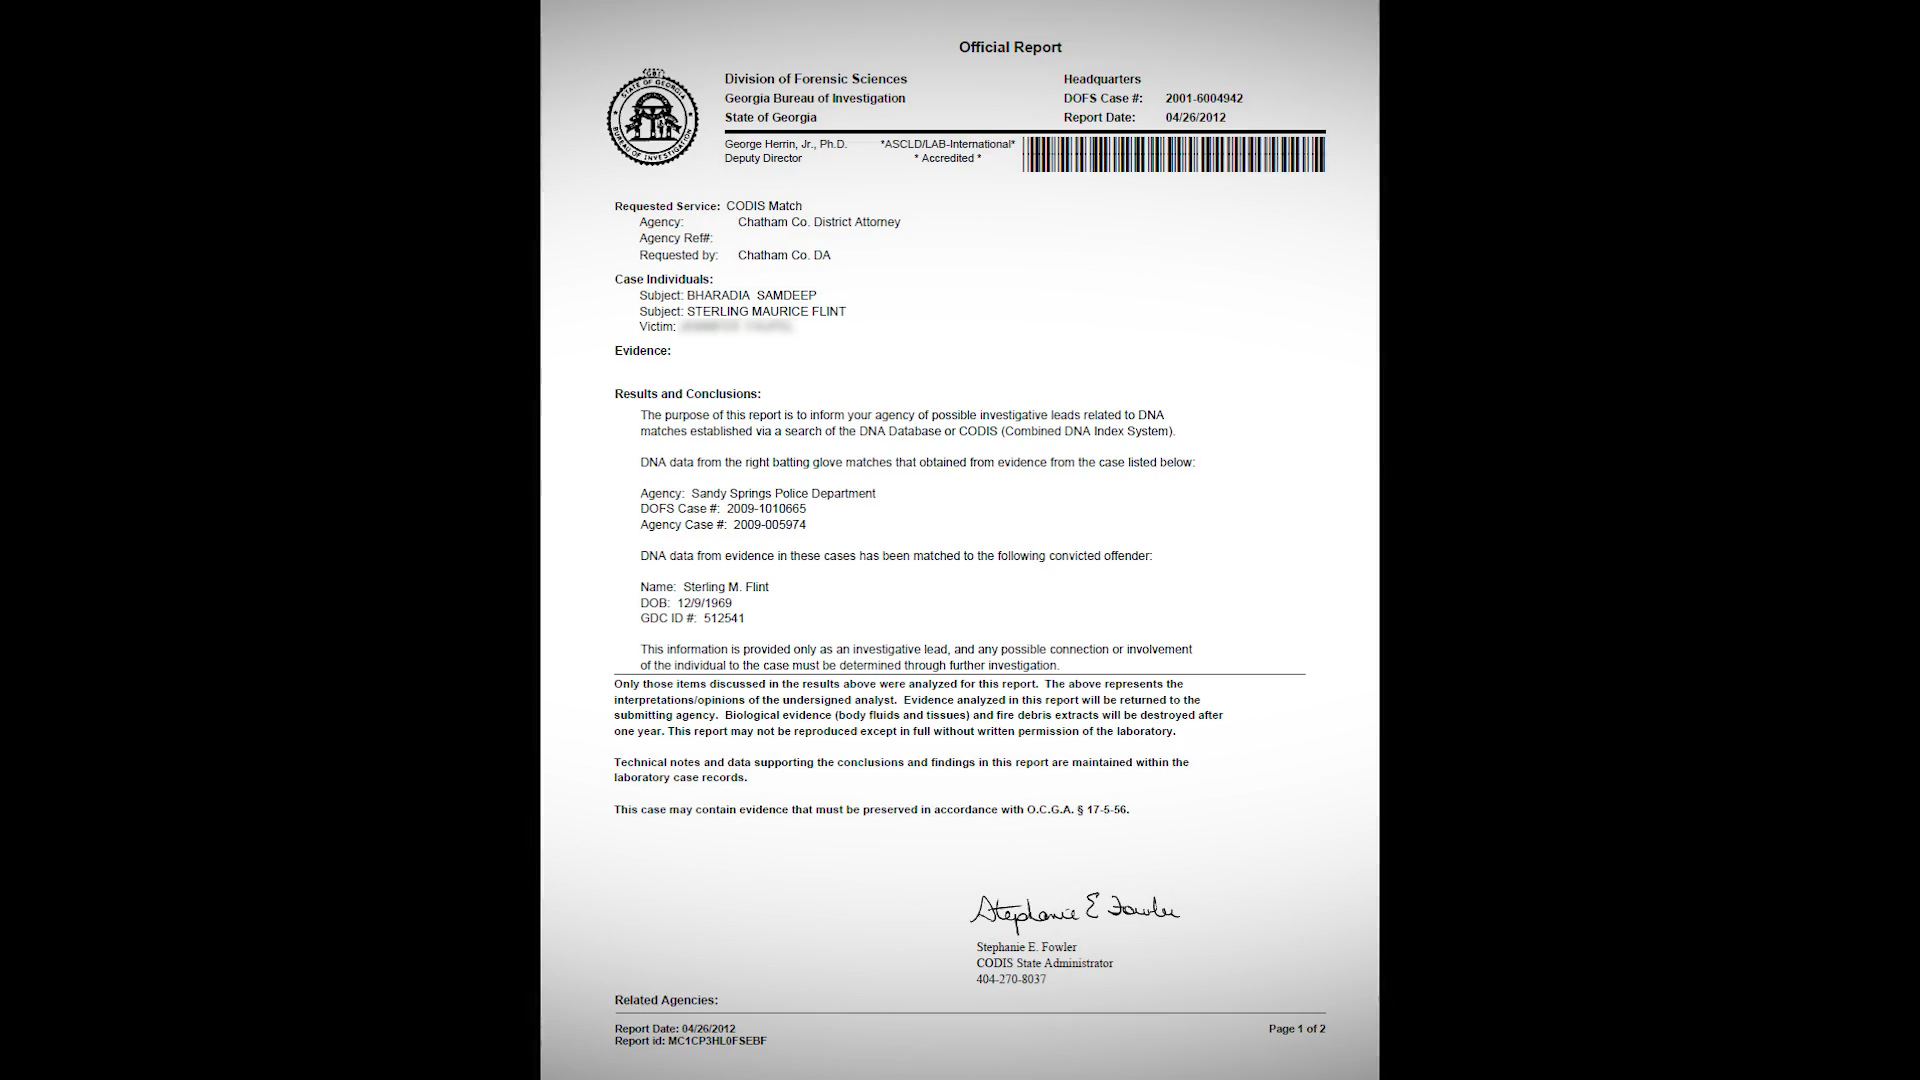 Official Report
Division of Forensic Sciences
Georgia Bureau of Investigation
State of Georgia
Headquarters
DOFS Case #: 2001-6004942
Report Date: 04/26/2012
GBI
STATE OF GEORGIA
BUREAU OF INVESTIGATION
George Herrin, Jr., Ph.D.
Deputy Director
*ASCLD/LAB-International*
* Accredited *
Requested Service: CODIS Match
Agency: Chatham Co. District Attorney
Agency Ref#:
Requested by: Chatham Co. DA
Case Individuals:
Subject: BHARADIA SAMDEEP
Subject: STERLING MAURICE FLINT
Victim:
Evidence:
Results and Conclusions:
The purpose of this report is to inform your agency of possible investigative leads related to DNA
matches established via a search of the DNA Database or CODIS (Combined DNA Index System).
DNA data from the right batting glove matches that obtained from evidence from the case listed below:
Agency: Sandy Springs Police Department
DOFS Case #: 2009-1010665
Agency Case #: 2009-005974
DNA data from evidence in these cases has been matched to the following convicted offender:
Name: Sterling M. Flint
DOB: 12/9/1969
GDC ID #: 512541
This information is provided only as an investigative lead, and any possible connection or involvement
of the individual to the case must be determined through further investigation.
Only those items discussed in the results above were analyzed for this report. The above represents the
interpretations/opinions of the undersigned analyst. Evidence analyzed in this report will be returned to the
submitting agency. Biological evidence (body fluids and tissues) and fire debris extracts will be destroyed after
one year. This report may not be reproduced except in full without written permission of the laboratory.
Technical notes and data supporting the conclusions and findings in this report are maintained within the
laboratory case records.
This case may contain evidence that must be preserved in accordance with O.C.G.A. § 17-5-56.
Stephanie E Fowler
Stephanie E. Fowler
CODIS State Administrator
404-270-8037
Related Agencies:
Report Date: 04/26/2012
Report id: MC1CP3HL0FSEBF
Page 1 of 2